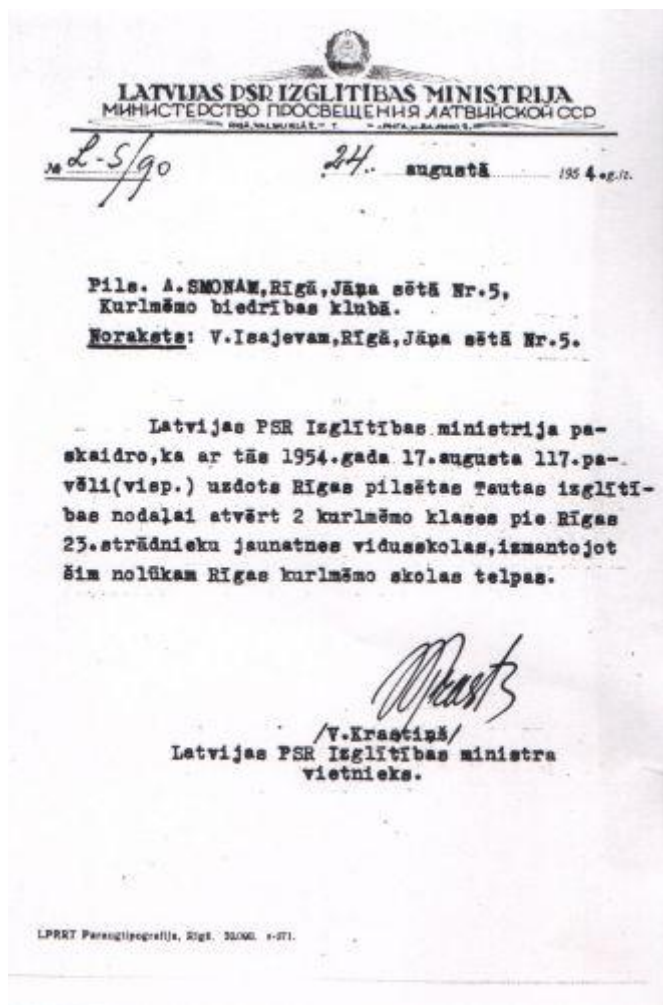 LATVIJAS PSR IZGLĪTĪBAS MINISTRIJA
МИНИСТЕРСТВО ПРОСВЕЩЕНИЯ ЛАТВИЙСКОЙ ССР
№ L-5/90 24. augustā 1954.
Pils. A.SMONAM,Rīgā,Jāņa sētā Nr.5,
Kurlmēmo biedrības klubā.
Noraksts: V.Isajevam,Rīgā,Jāņa sētā Nr.5.
Latvijas PSR Izglītības ministrija pa-
skaidro,ka ar tās 1954.gada 17.augusta 117.pa-
vēli(visp.) uzdots Rīgas pilsētas Tautas izglītī-
bas nodaļai atvērt 2 kurlmēmo klases pie Rīgas
23.strādnieku jaunatnes vidusskolas,izmantojot
šim nolūkam Rīgas kurlmēmo skolas telpas.
/V.Krastiņš/
Latvijas PSR Izglītības ministra
vietnieks.
LPRRT Paraugtipografija, Rīgā.